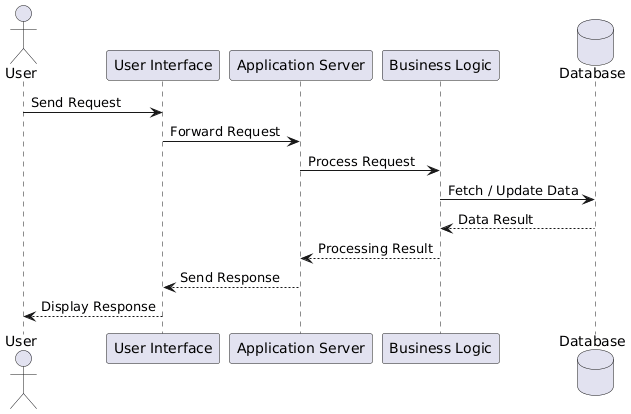 User
User Interface
Application Server
Business Logic
Database
Send Request
Forward Request
Process Request
Fetch / Update Data
Data Result
Processing Result
Send Response
Display Response
User
User Interface
Application Server
Business Logic
Database